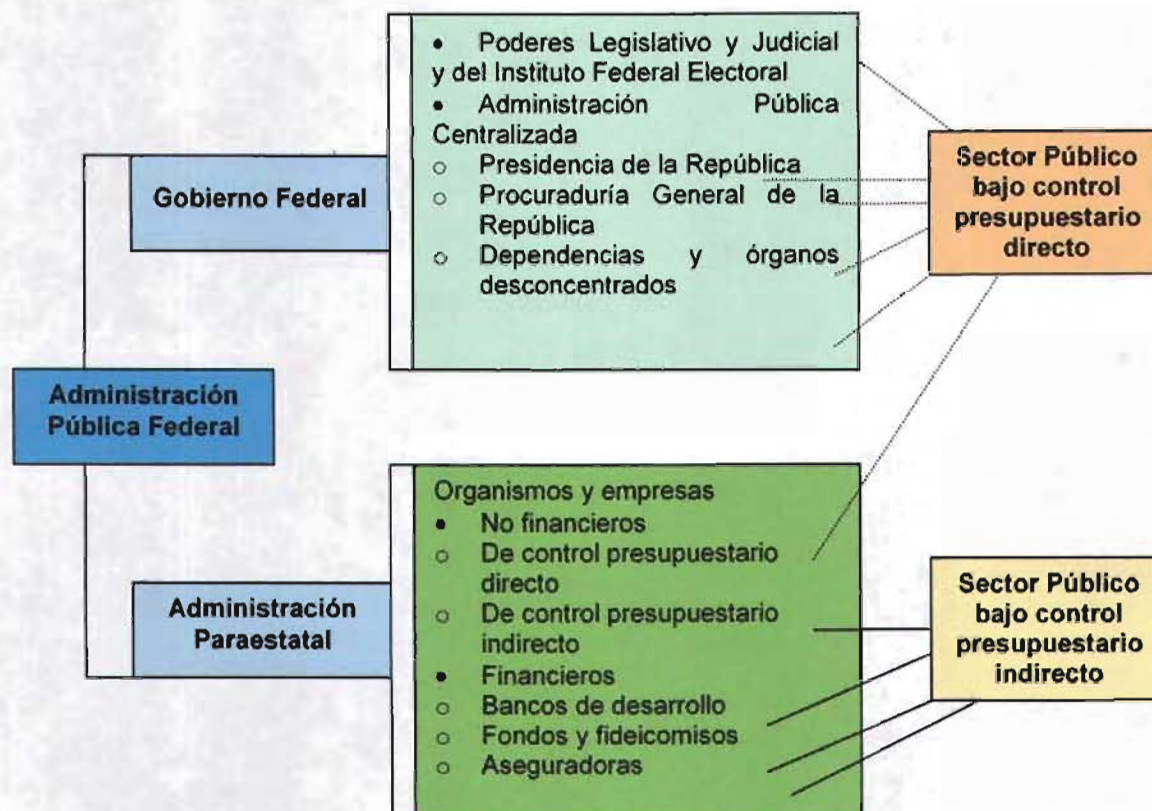 • Poderes Legislativo y Judicial
y del Instituto Federal Electoral
• Administración Pública
Centralizada
○ Presidencia de la República
○ Procuraduría General de la
República
○ Dependencias y órganos
desconcentrados
Gobierno Federal
Sector Público
bajo control
presupuestario
directo
Administración
Pública Federal
Organismos y empresas
• No financieros
○ De control presupuestario
directo
○ De control presupuestario
indirecto
• Financieros
○ Bancos de desarrollo
○ Fondos y fideicomisos
○ Aseguradoras
Administración
Paraestatal
Sector Público
bajo control
presupuestario
indirecto